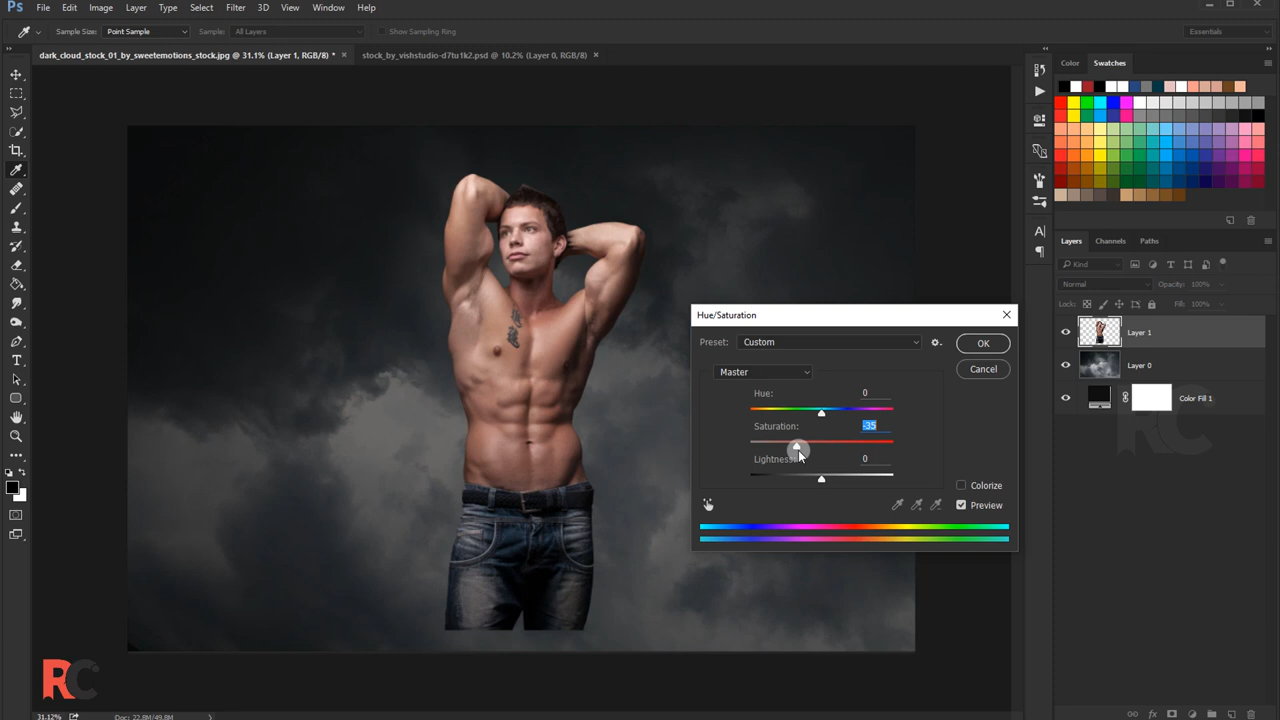 Ps File Edit Image Layer Type Select Filter 3D View Window Help
Sample Size: Point Sample Sample: All Layers Show Sampling Ring Essentials
dark_cloud_stock_01_by_sweetemotions_stock.jpg @ 31.1% (Layer 1, RGB/8) * × stock_by_vishstudio-d7tu1k2.psd @ 10.2% (Layer 0, RGB/8) ×
Color Swatches
Layers Channels Paths
Kind
Normal Opacity: 100%
Lock: Fill: 100%
Layer 1
Layer 0
Color Fill 1
Hue/Saturation
Preset: Custom OK
Master Cancel
Hue: 0
Saturation: -35
Lightness: 0
Colorize
Preview
RC
RC
31.12% Doc: 22.8M/49.8M